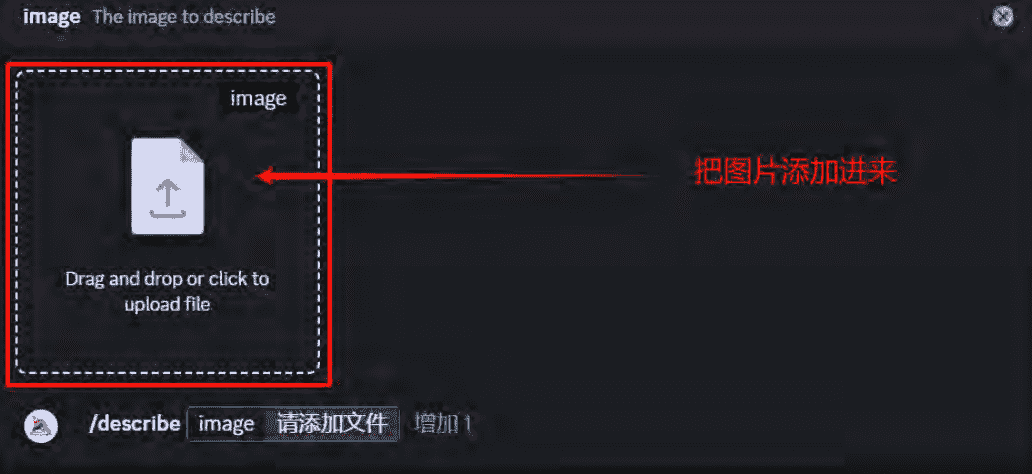 image The image to describe
image
把图片添加进来
Drag and drop or click to
upload file
/describe image 请添加文件 增加 1